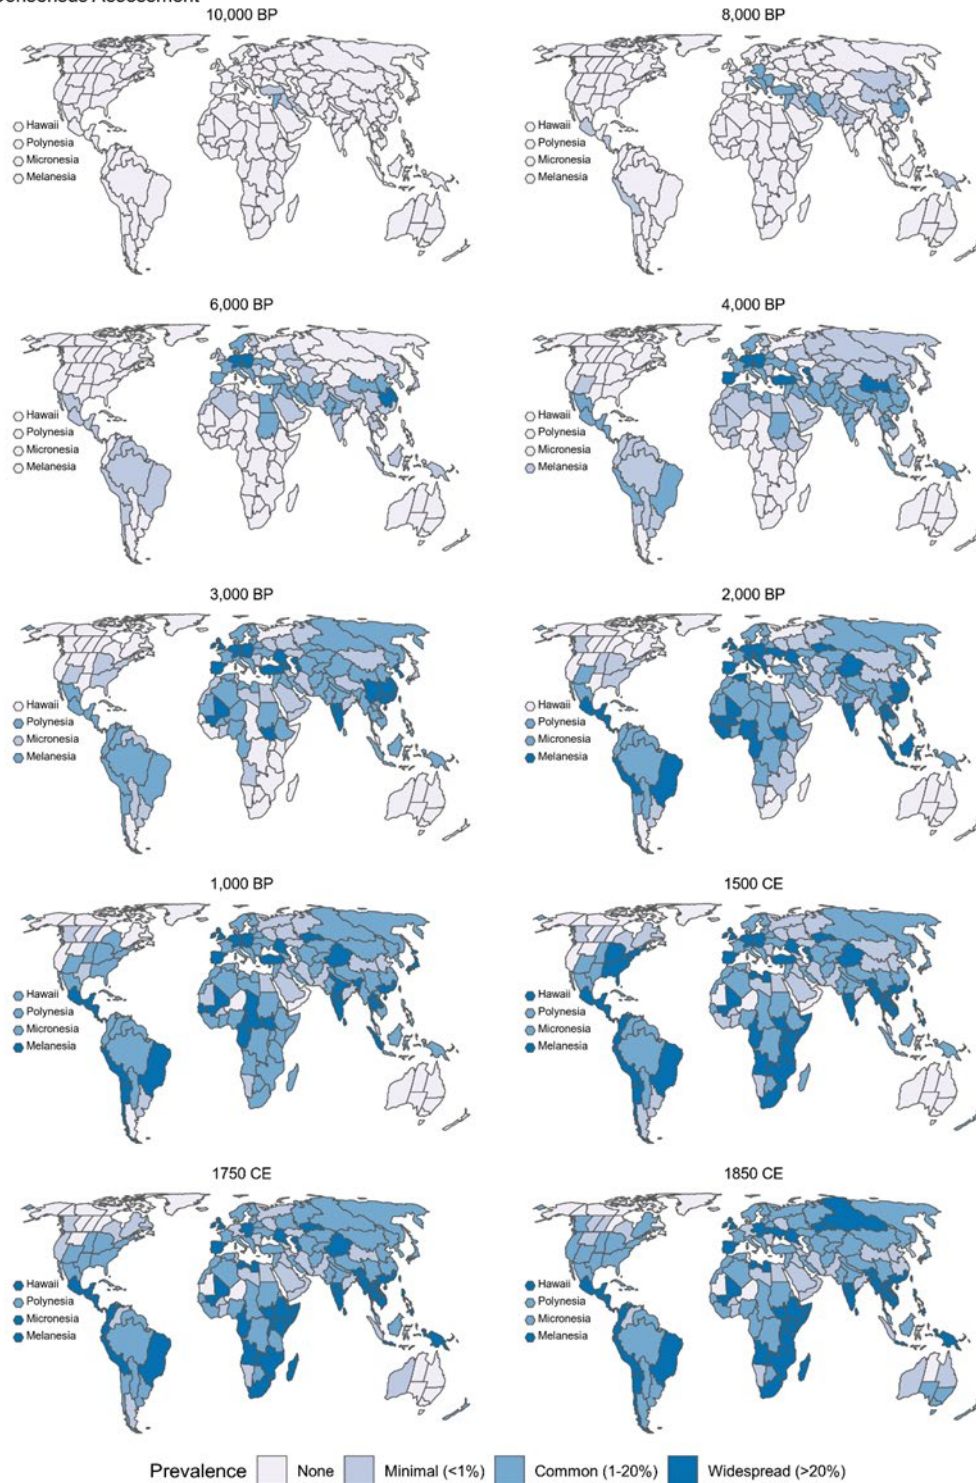 Consensus Assessment
10,000 BP
8,000 BP
Hawaii
Polynesia
Micronesia
Melanesia
Hawaii
Polynesia
Micronesia
Melanesia
6,000 BP
4,000 BP
Hawaii
Polynesia
Micronesia
Melanesia
Hawaii
Polynesia
Micronesia
Melanesia
3,000 BP
2,000 BP
Hawaii
Polynesia
Micronesia
Melanesia
Hawaii
Polynesia
Micronesia
Melanesia
1,000 BP
1500 CE
Hawaii
Polynesia
Micronesia
Melanesia
Hawaii
Polynesia
Micronesia
Melanesia
1750 CE
1850 CE
Hawaii
Polynesia
Micronesia
Melanesia
Hawaii
Polynesia
Micronesia
Melanesia
Prevalence None Minimal (<1%) Common (1-20%) Widespread (>20%)